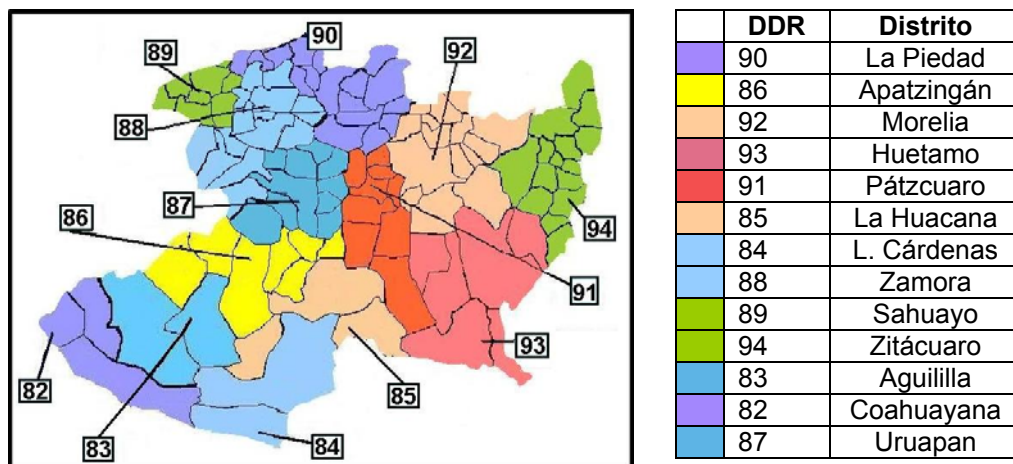 90
89
92
88
87
86
94
91
93
82
85
83
84
DDR Distrito
90 La Piedad
86 Apatzingán
92 Morelia
93 Huetamo
91 Pátzcuaro
85 La Huacana
84 L. Cárdenas
88 Zamora
89 Sahuayo
94 Zitácuaro
83 Aguililla
82 Coahuayana
87 Uruapan